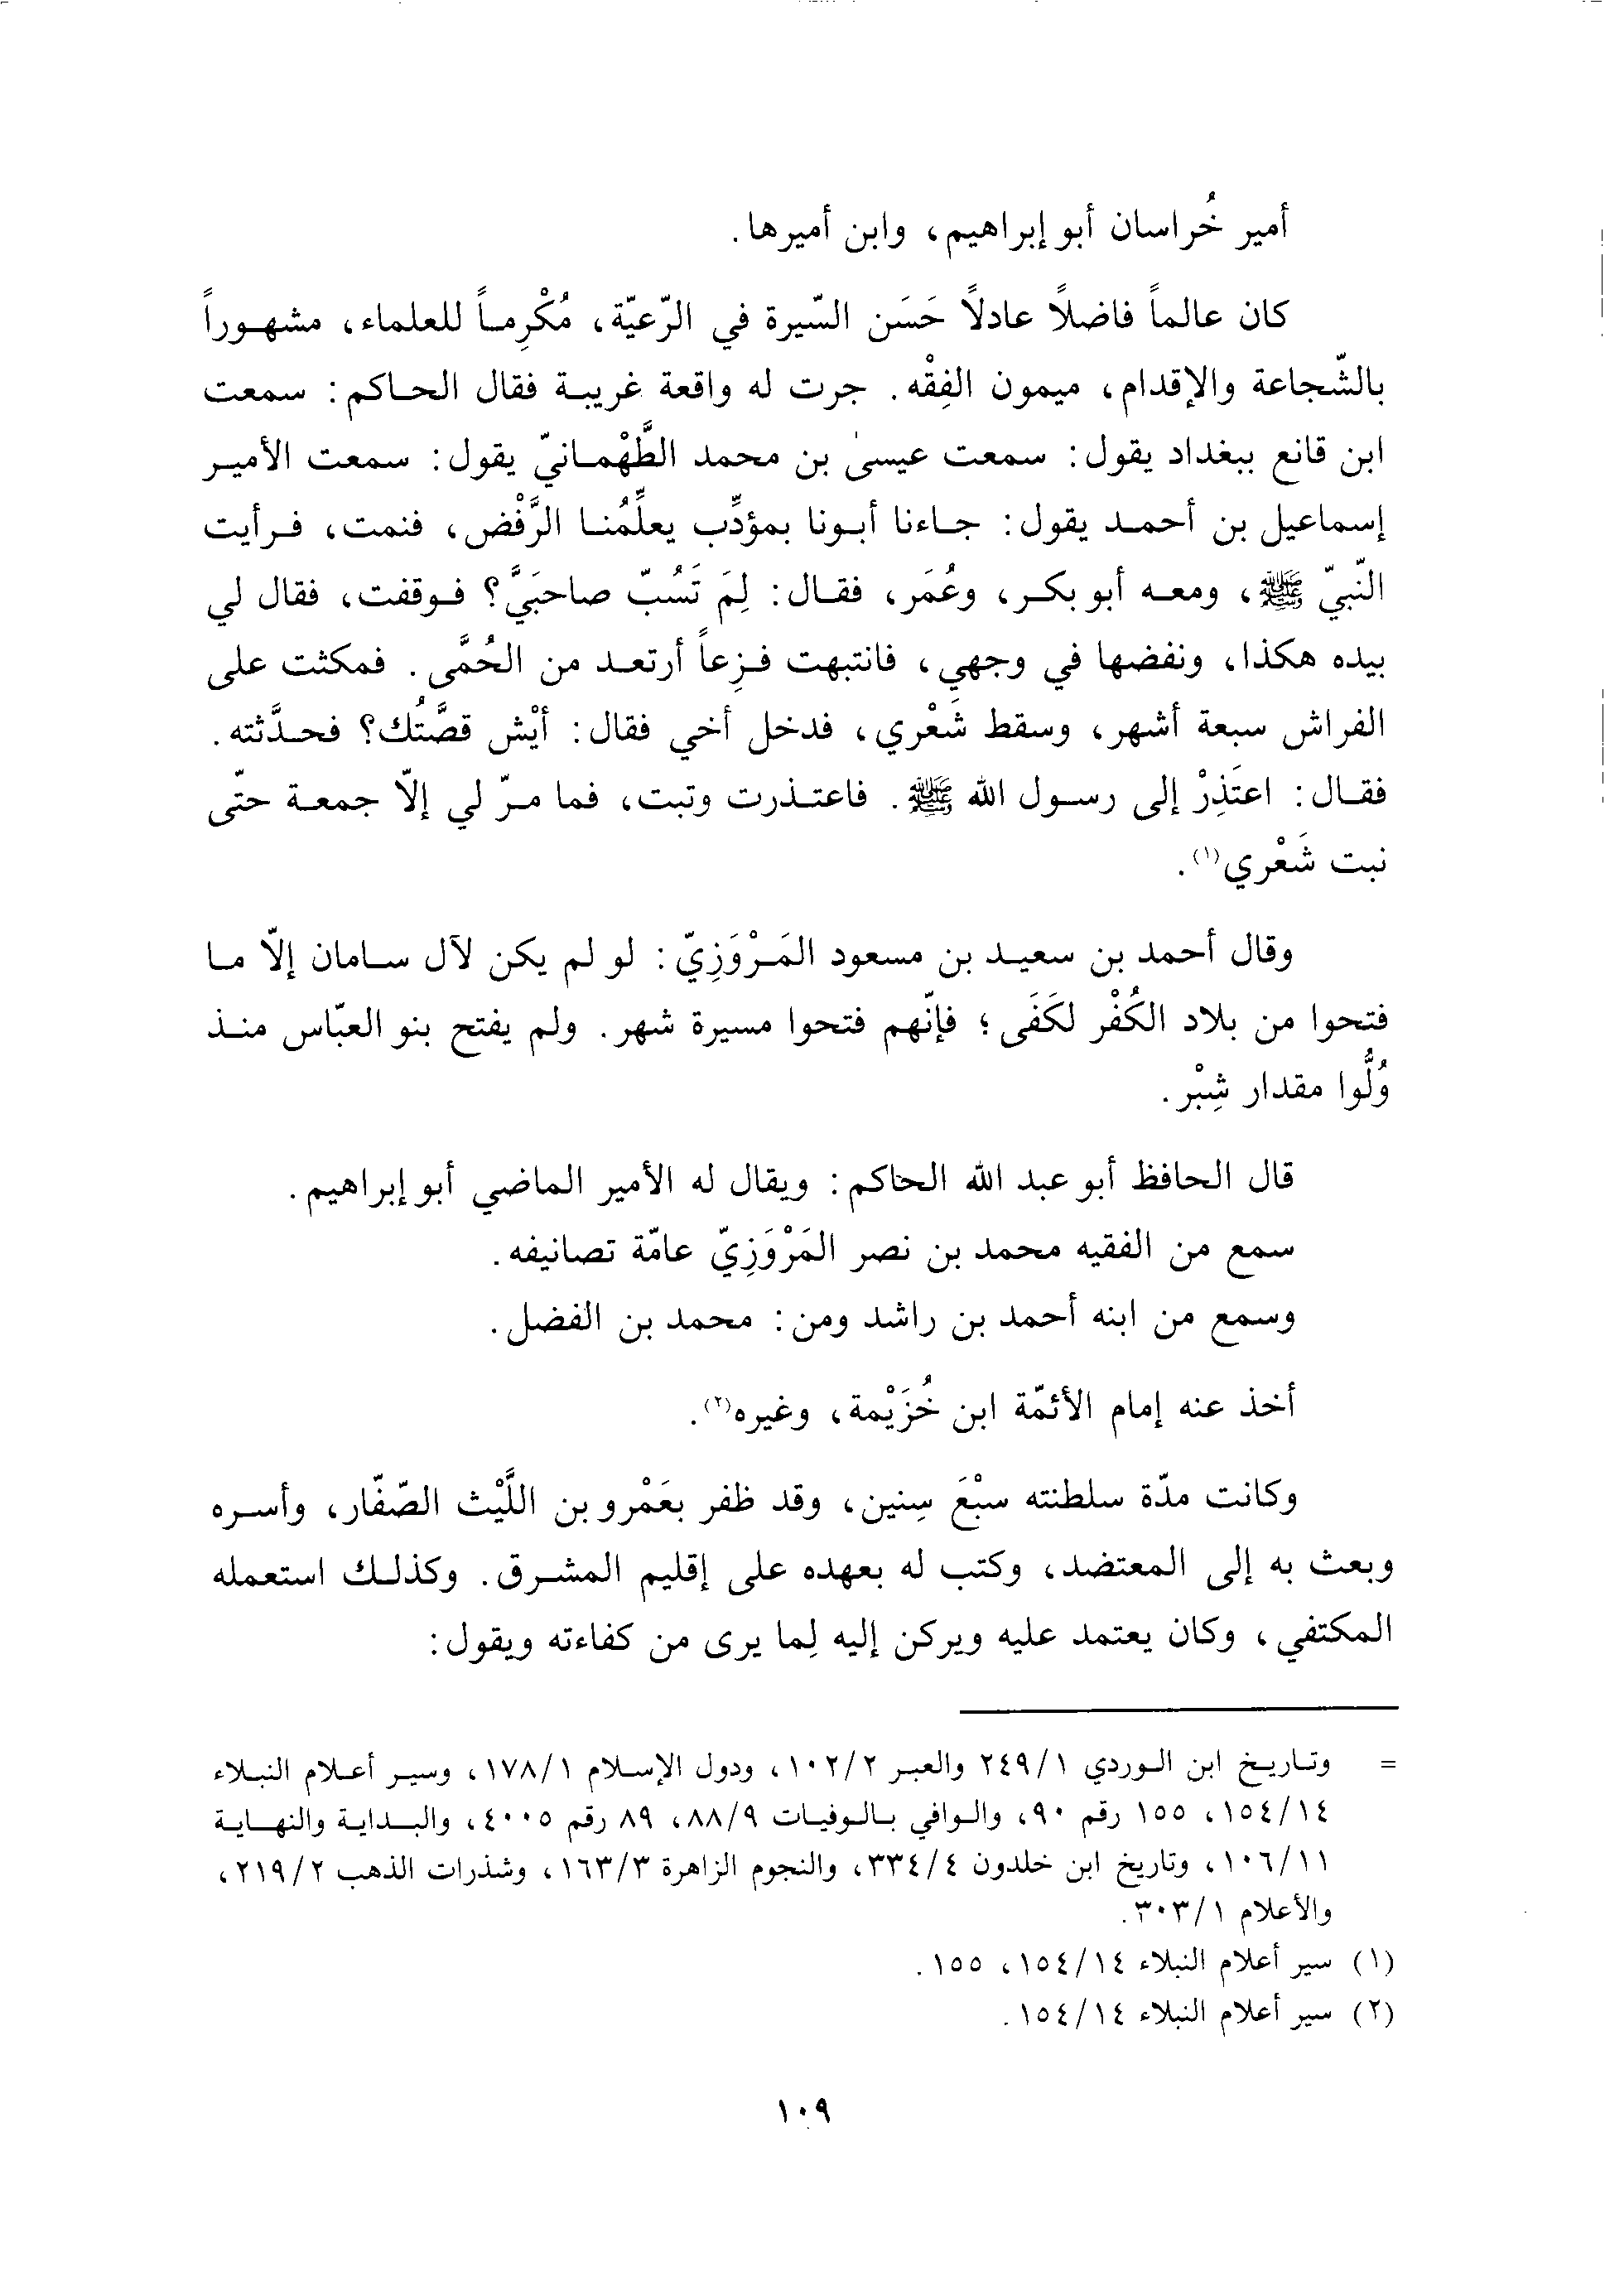 أمير خُراسان أبو إبراهيم، وابن أميرها.
كان عالماً فاضلاً عادلاً حَسَن السّيرة في الرّعيّة، مُكْرِماً للعلماء، مشهوراً
بالشّجاعة والإقدام، ميمون الفِقْه. جرت له واقعة غريبة فقال الحاكم: سمعت
ابن قانع ببغداد يقول: سمعت عيسىٰ بن محمد الطَّهْمانيّ يقول: سمعت الأمير
إسماعيل بن أحمد يقول: جاءنا أبونا بمؤدِّب يعلِّمُنا الرَّفْض، فنمت، فرأيت
النّبيّ ﷺ، ومعه أبو بكر، وعُمَر، فقال: لِمَ تَسُبّ صاحبَيَّ؟ فوقفت، فقال لي
بيده هكذا، ونفضها في وجهي، فانتبهت فزِعاً أرتعد من الحُمَّى. فمكثت على
الفراش سبعة أشهر، وسقط شَعْري، فدخل أخي فقال: أيْش قصَّتُك؟ فحدَّثته.
فقال: اعتَذِرْ إلى رسول الله ﷺ. فاعتذرت وتبت، فما مرّ لي إلّا جمعة حتّى
نبت شَعْري(١).
وقال أحمد بن سعيد بن مسعود المَرْوَزِيّ: لو لم يكن لآل سامان إلّا ما
فتحوا من بلاد الكُفْر لكَفَى؛ فإنّهم فتحوا مسيرة شهر. ولم يفتح بنو العبّاس منذ
وُلُّوا مقدار شِبْر.
قال الحافظ أبو عبد الله الحاكم: ويقال له الأمير الماضي أبو إبراهيم.
سمع من الفقيه محمد بن نصر المَرْوَزِيّ عامّة تصانيفه.
وسمع من ابنه أحمد بن راشد ومن: محمد بن الفضل.
أخذ عنه إمام الأئمّة ابن خُزَيْمة، وغيره(٢).
وكانت مدّة سلطنته سبْعَ سِنين، وقد ظفر بعَمْرو بن اللَّيْث الصّفّار، وأسره
وبعث به إلى المعتضد، وكتب له بعهده على إقليم المشرق. وكذلك استعمله
المكتفي، وكان يعتمد عليه ويركن إليه لِما يرى من كفاءته ويقول:
= وتاريخ ابن الوردي ٢٤٩/١ والعبر ١٠٢/٢، ودول الإسلام ١٧٨/١، وسير أعلام النبلاء
١٥٤/١٤، ١٥٥ رقم ٩٠، والوافي بالوفيات ٨٨/٩، ٨٩ رقم ٤٠٠٥، والبداية والنهاية
١٠٦/١١، وتاريخ ابن خلدون ٣٣٤/٤، والنجوم الزاهرة ١٦٣/٣، وشذرات الذهب ٢١٩/٢،
والأعلام ٣٠٣/١.
(١) سير أعلام النبلاء ١٥٤/١٤، ١٥٥.
(٢) سير أعلام النبلاء ١٥٤/١٤.
١٠٩